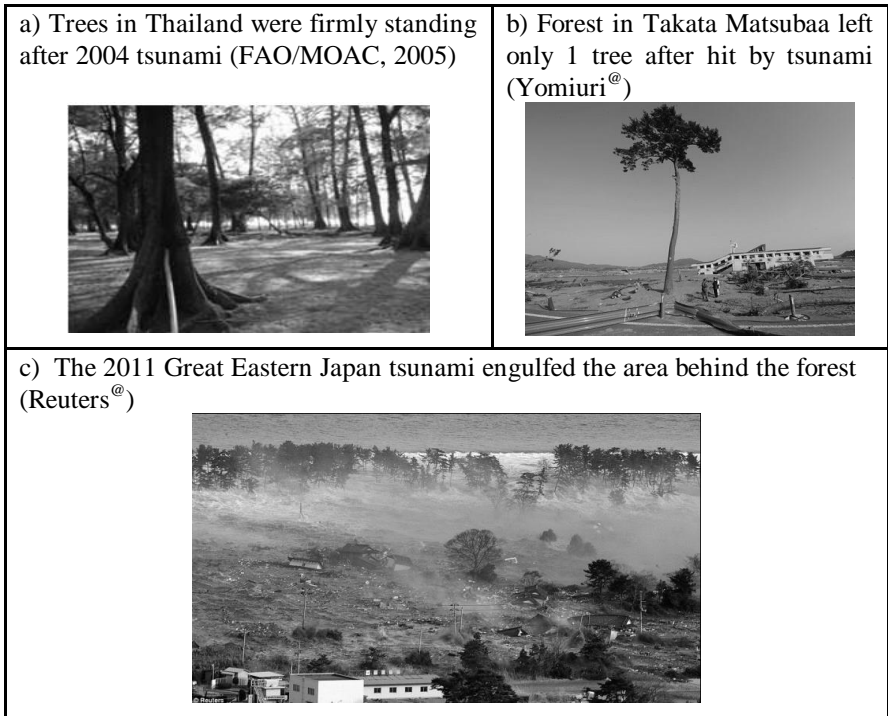 a) Trees in Thailand were firmly standing
after 2004 tsunami (FAO/MOAC, 2005)
b) Forest in Takata Matsubaa left
only 1 tree after hit by tsunami
(Yomiuri@)
c) The 2011 Great Eastern Japan tsunami engulfed the area behind the forest
(Reuters@)
© Reuters